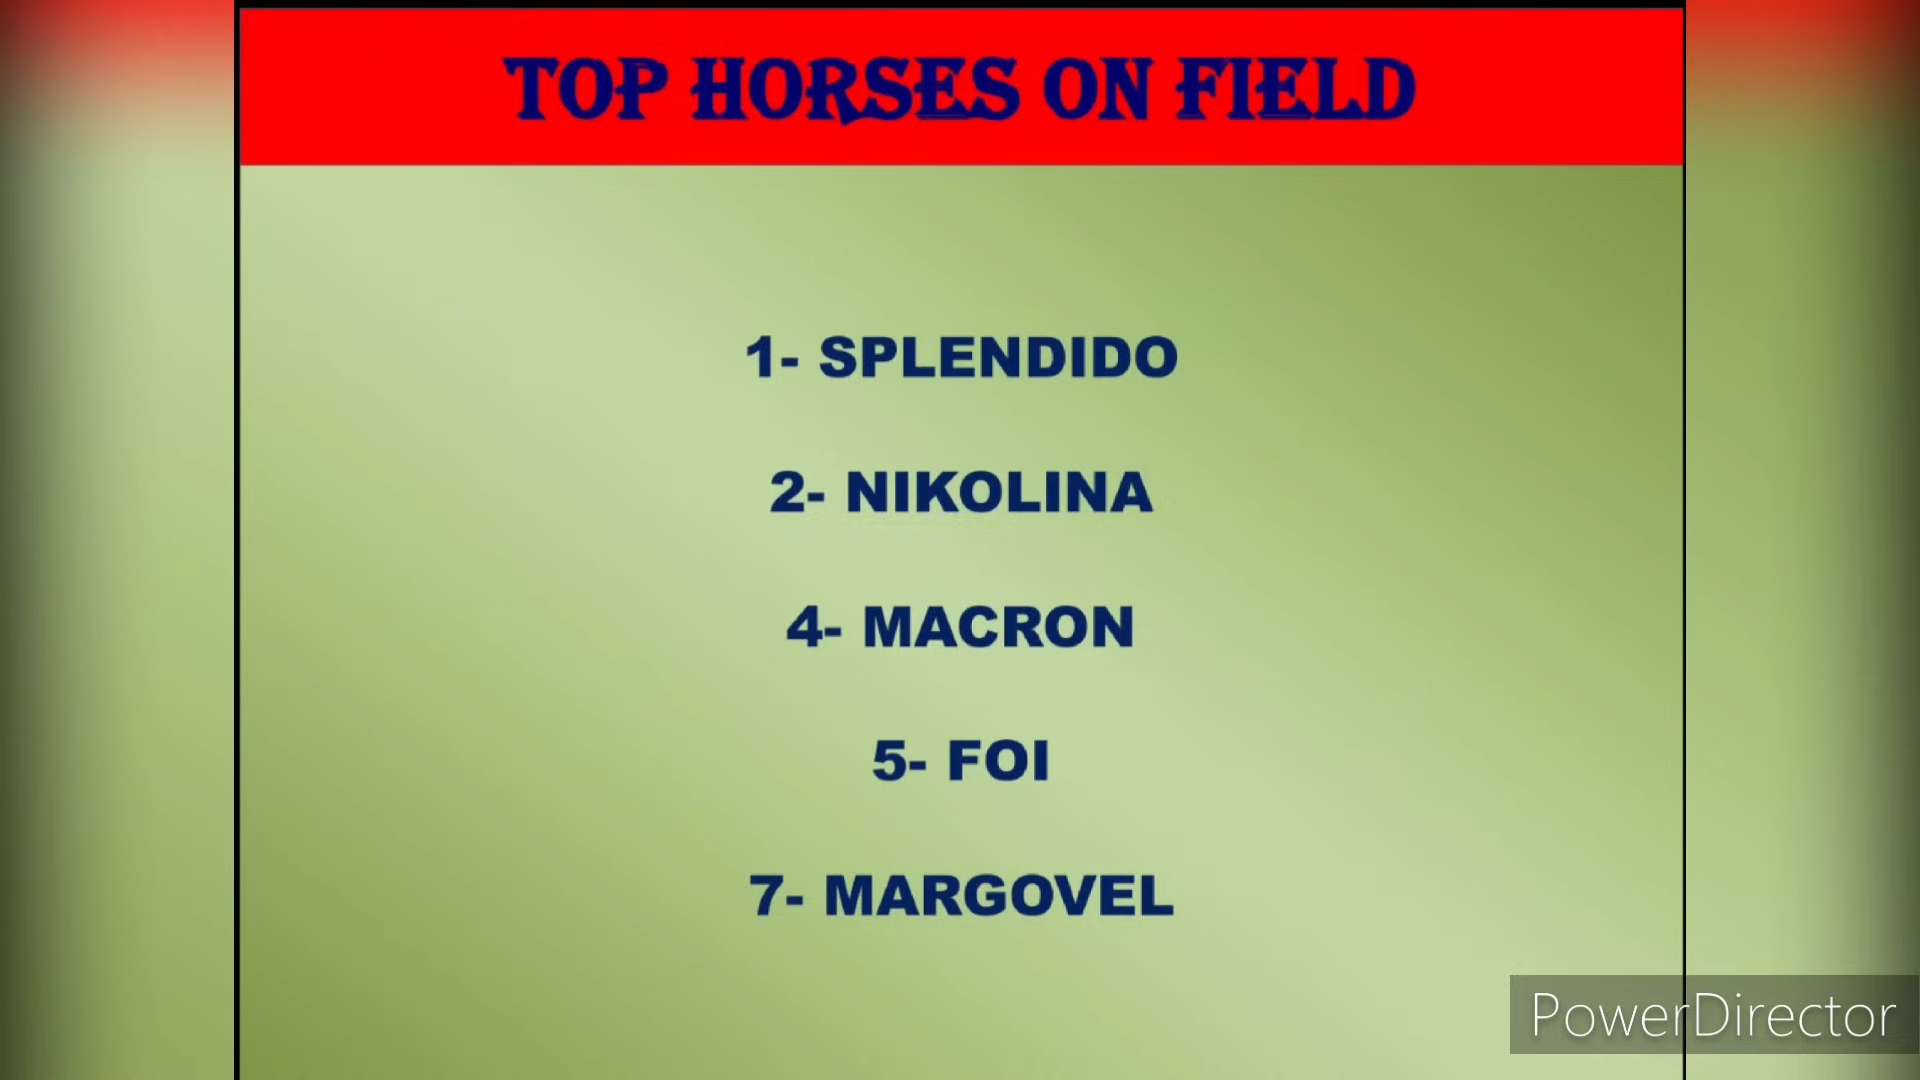 TOP HORSES ON FIELD
1- SPLENDIDO
2- NIKOLINA
4- MACRON
5- FOI
7- MARGOVEL
PowerDirector